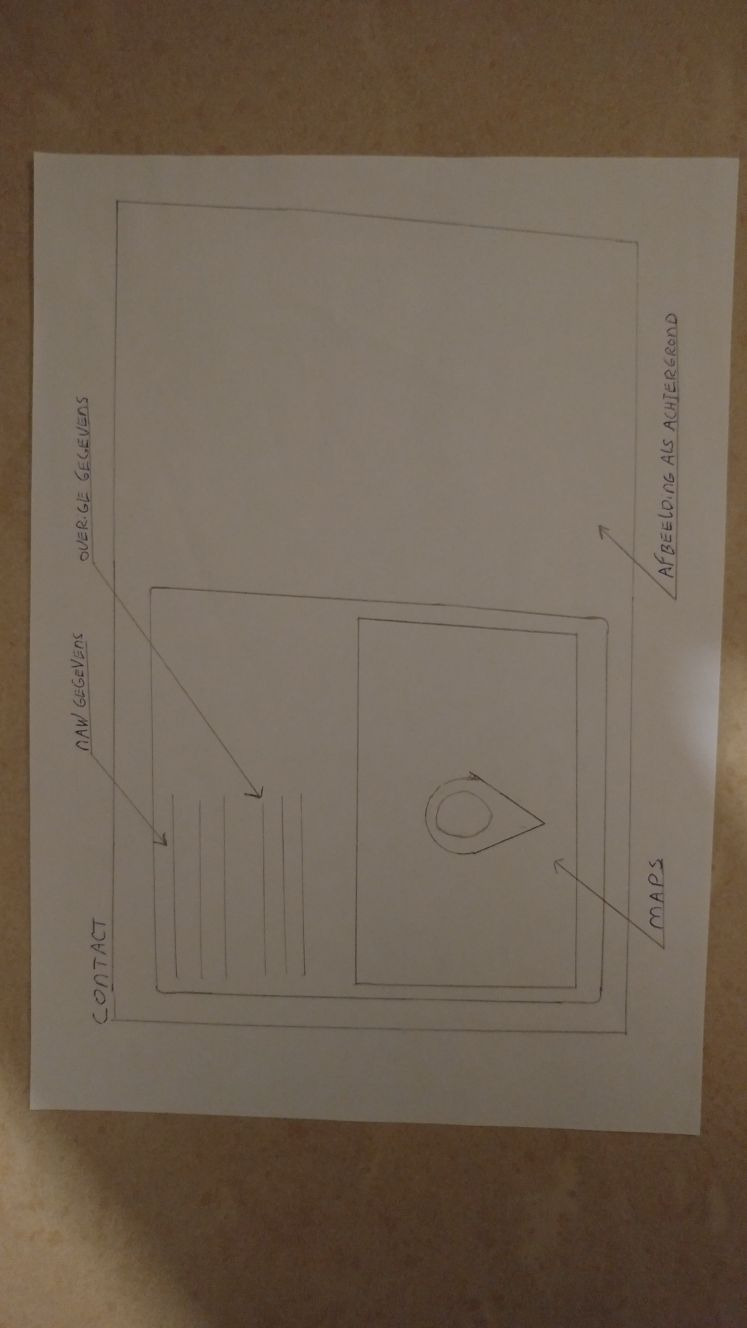 CONTACT
NAW GEGEVENS
OVERIGE GEGEVENS
MAPS
AFBEELDING ALS ACHTERGROND